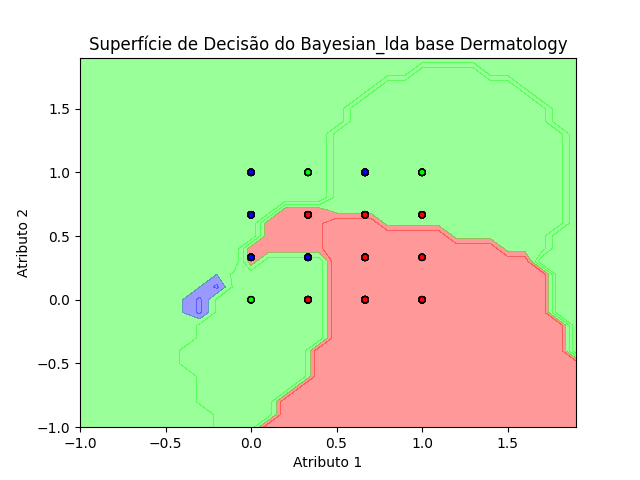 Superfície de Decisão do Bayesian_lda base Dermatology
1.5
1.0
0.5
0.0
−0.5
−1.0
Atributo 2
−1.0 −0.5 0.0 0.5 1.0 1.5
Atributo 1